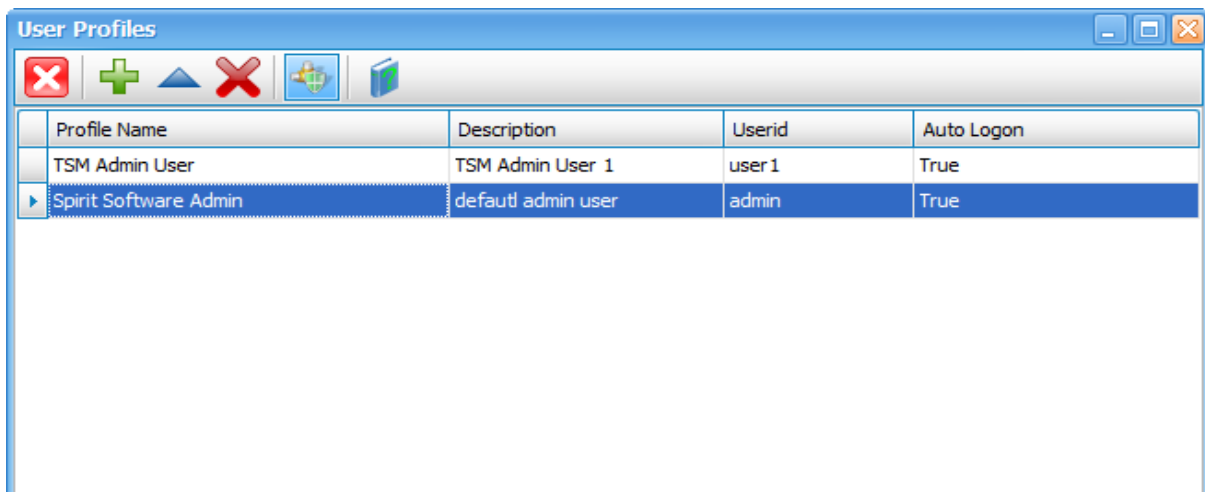 User Profiles
Profile Name Description Userid Auto Logon
TSM Admin User TSM Admin User 1 user1 True
Spirit Software Admin defautl admin user admin True